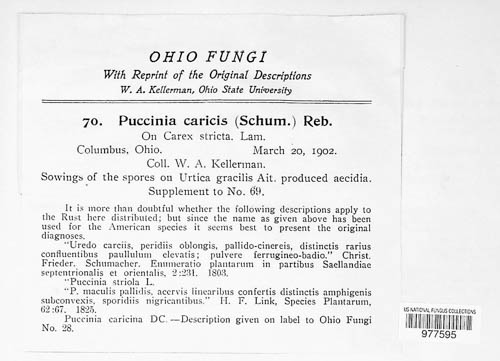 OHIO FUNGI
With Reprint of the Original Descriptions
W. A. Kellerman, Ohio State University
70. Puccinia caricis (Schum.) Reb.
On Carex stricta. Lam.
Columbus, Ohio. March 20, 1902.
Coll. W. A. Kellerman.
Sowings of the spores on Urtica gracilis Ait. produced aecidia.
Supplement to No. 69.
It is more than doubtful whether the following descriptions apply
to the Rust here distributed; but since the name as given above has been
used for the American species it seems best to present the original
diagnoses.
"Uredo carciis, peridiis oblongis, pallido-cinereis, distinctis rarius
confluentibus paullulum elevatis; pulvere ferrugineo-badio." Christ.
Frieder. Schumacher. Enumeratio plantarum in partibus Saellandiae
septentrionalis et orientalis, 2:231. 1803.
"Puccinia striola L.
"P. maculis pallidis, acervis linearibus confertis distinctis amphigenis
subconvexis, sporidiis nigricantibus." H. F. Link, Species Plantarum,
62:67. 1825.
Puccinia caricina DC.—Description given on label to Ohio Fungi
No. 28.
US NATIONAL FUNGUS COLLECTIONS
977595